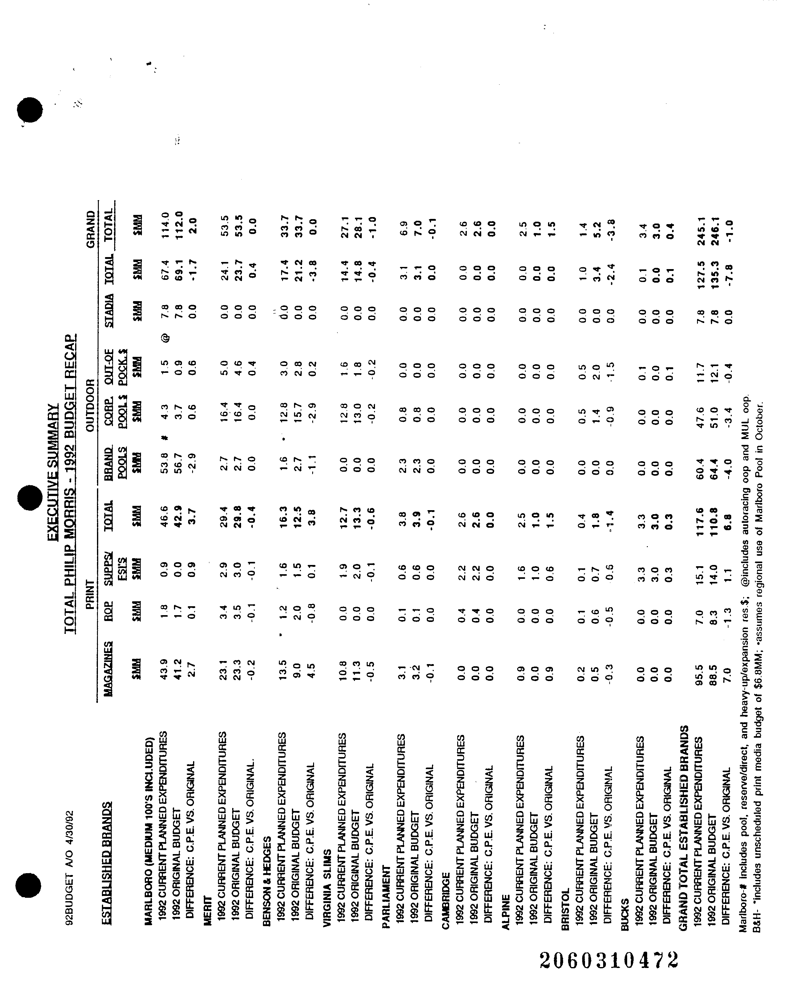 92BUDGET A/O 4/30/92
EXECUTIVE SUMMARY
TOTAL PHILIP MORRIS - 1992 BUDGET RECAP
PRINT OUTDOOR GRAND
ESTABLISHED BRANDS MAGAZINES ROP SUPPS/ FSTS TOTAL BRAND POOLS CORP. POOL $ OUT-OF POCK. $ STADIA TOTAL TOTAL
$MM $MM $MM $MM $MM $MM $MM $MM $MM $MM
MARLBORO (MEDIUM 100'S INCLUDED)
1992 CURRENT PLANNED EXPENDITURES 43.9 1.8 0.9 46.6 53.8 # 4.3 1.5 @ 7.8 67.4 114.0
1992 ORIGINAL BUDGET 41.2 1.7 0.0 42.9 56.7 3.7 0.9 7.8 69.1 112.0
DIFFERENCE: C.P.E. VS. ORIGINAL 2.7 0.1 0.9 3.7 -2.9 0.6 0.6 0.0 -1.7 2.0
MERIT
1992 CURRENT PLANNED EXPENDITURES 23.1 3.4 2.9 29.4 2.7 16.4 5.0 0.0 24.1 53.5
1992 ORIGINAL BUDGET 23.3 3.5 3.0 29.8 2.7 16.4 4.6 0.0 23.7 53.5
DIFFERENCE: C.P.E. VS. ORIGINAL. -0.2 -0.1 -0.1 -0.4 0.0 0.0 0.4 0.0 0.4 0.0
BENSON & HEDGES
1992 CURRENT PLANNED EXPENDITURES 13.5 * 1.2 1.6 16.3 1.6 * 12.8 3.0 0.0 17.4 33.7
1992 ORIGINAL BUDGET 9.0 2.0 1.5 12.5 2.7 15.7 2.8 0.0 21.2 33.7
DIFFERENCE: C.P.E. VS. ORIGINAL 4.5 -0.8 0.1 3.8 -1.1 -2.9 0.2 0.0 -3.8 0.0
VIRGINIA SLIMS
1992 CURRENT PLANNED EXPENDITURES 10.8 0.0 1.9 12.7 0.0 12.8 1.6 0.0 14.4 27.1
1992 ORIGINAL BUDGET 11.3 0.0 2.0 13.3 0.0 13.0 1.8 0.0 14.8 28.1
DIFFERENCE: C.P.E. VS. ORIGINAL -0.5 0.0 -0.1 -0.6 0.0 -0.2 -0.2 0.0 -0.4 -1.0
PARLIAMENT
1992 CURRENT PLANNED EXPENDITURES 3.1 0.1 0.6 3.8 2.3 0.8 0.0 0.0 3.1 6.9
1992 ORIGINAL BUDGET 3.2 0.1 0.6 3.9 2.3 0.8 0.0 0.0 3.1 7.0
DIFFERENCE: C.P.E. VS. ORIGINAL -0.1 0.0 0.0 -0.1 0.0 0.0 0.0 0.0 0.0 -0.1
CAMBRIDGE
1992 CURRENT PLANNED EXPENDITURES 0.0 0.4 2.2 2.6 0.0 0.0 0.0 0.0 0.0 2.6
1992 ORIGINAL BUDGET 0.0 0.4 2.2 2.6 0.0 0.0 0.0 0.0 0.0 2.6
DIFFERENCE: C.P.E. VS. ORIGINAL 0.0 0.0 0.0 0.0 0.0 0.0 0.0 0.0 0.0 0.0
ALPINE
1992 CURRENT PLANNED EXPENDITURES 0.9 0.0 1.6 2.5 0.0 0.0 0.0 0.0 0.0 2.5
1992 ORIGINAL BUDGET 0.0 0.0 1.0 1.0 0.0 0.0 0.0 0.0 0.0 1.0
DIFFERENCE: C.P.E. VS. ORIGINAL 0.9 0.0 0.6 1.5 0.0 0.0 0.0 0.0 0.0 1.5
BRISTOL
1992 CURRENT PLANNED EXPENDITURES 0.2 0.1 0.1 0.4 0.0 0.5 0.5 0.0 1.0 1.4
1992 ORIGINAL BUDGET 0.5 0.6 0.7 1.8 0.0 1.4 2.0 0.0 3.4 5.2
DIFFERENCE: C.P.E. VS. ORIGINAL -0.3 -0.5 0.6 -1.4 0.0 -0.9 -1.5 0.0 -2.4 -3.8
BUCKS
1992 CURRENT PLANNED EXPENDITURES 0.0 0.0 3.3 3.3 0.0 0.0 0.1 0.0 0.1 3.4
1992 ORIGINAL BUDGET 0.0 0.0 3.0 3.0 0.0 0.0 0.0 0.0 0.0 3.0
DIFFERENCE: C.P.E. VS. ORIGINAL 0.0 0.0 0.3 0.3 0.0 0.0 0.1 0.0 0.1 0.4
GRAND TOTAL ESTABLISHED BRANDS
1992 CURRENT PLANNED EXPENDITURES 95.5 7.0 15.1 117.6 60.4 47.6 11.7 7.8 127.5 245.1
1992 ORIGINAL BUDGET 88.5 8.3 14.0 110.8 64.4 51.0 12.1 7.8 135.3 246.1
DIFFERENCE: C.P.E. VS. ORIGINAL 7.0 -1.3 1.1 6.8 -4.0 -3.4 -0.4 0.0 -7.8 -1.0
Marlboro-# includes pool, reserve/direct, and heavy-up/expansion res.$; @includes autoracing oop and MUL oop.
B&H- *Includes unscheduled print media budget of $6.8MM; *assumes regional use of Marlboro Pool in October.
2060310472